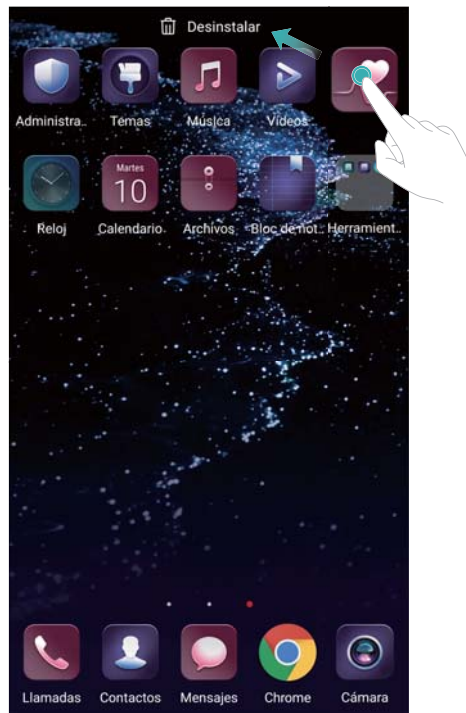 Desinstalar
Administra.. Temas Música Vídeos
Martes
10
Reloj Calendario Archivos Bloc de not.. Herramient..
Llamadas Contactos Mensajes Chrome Cámara